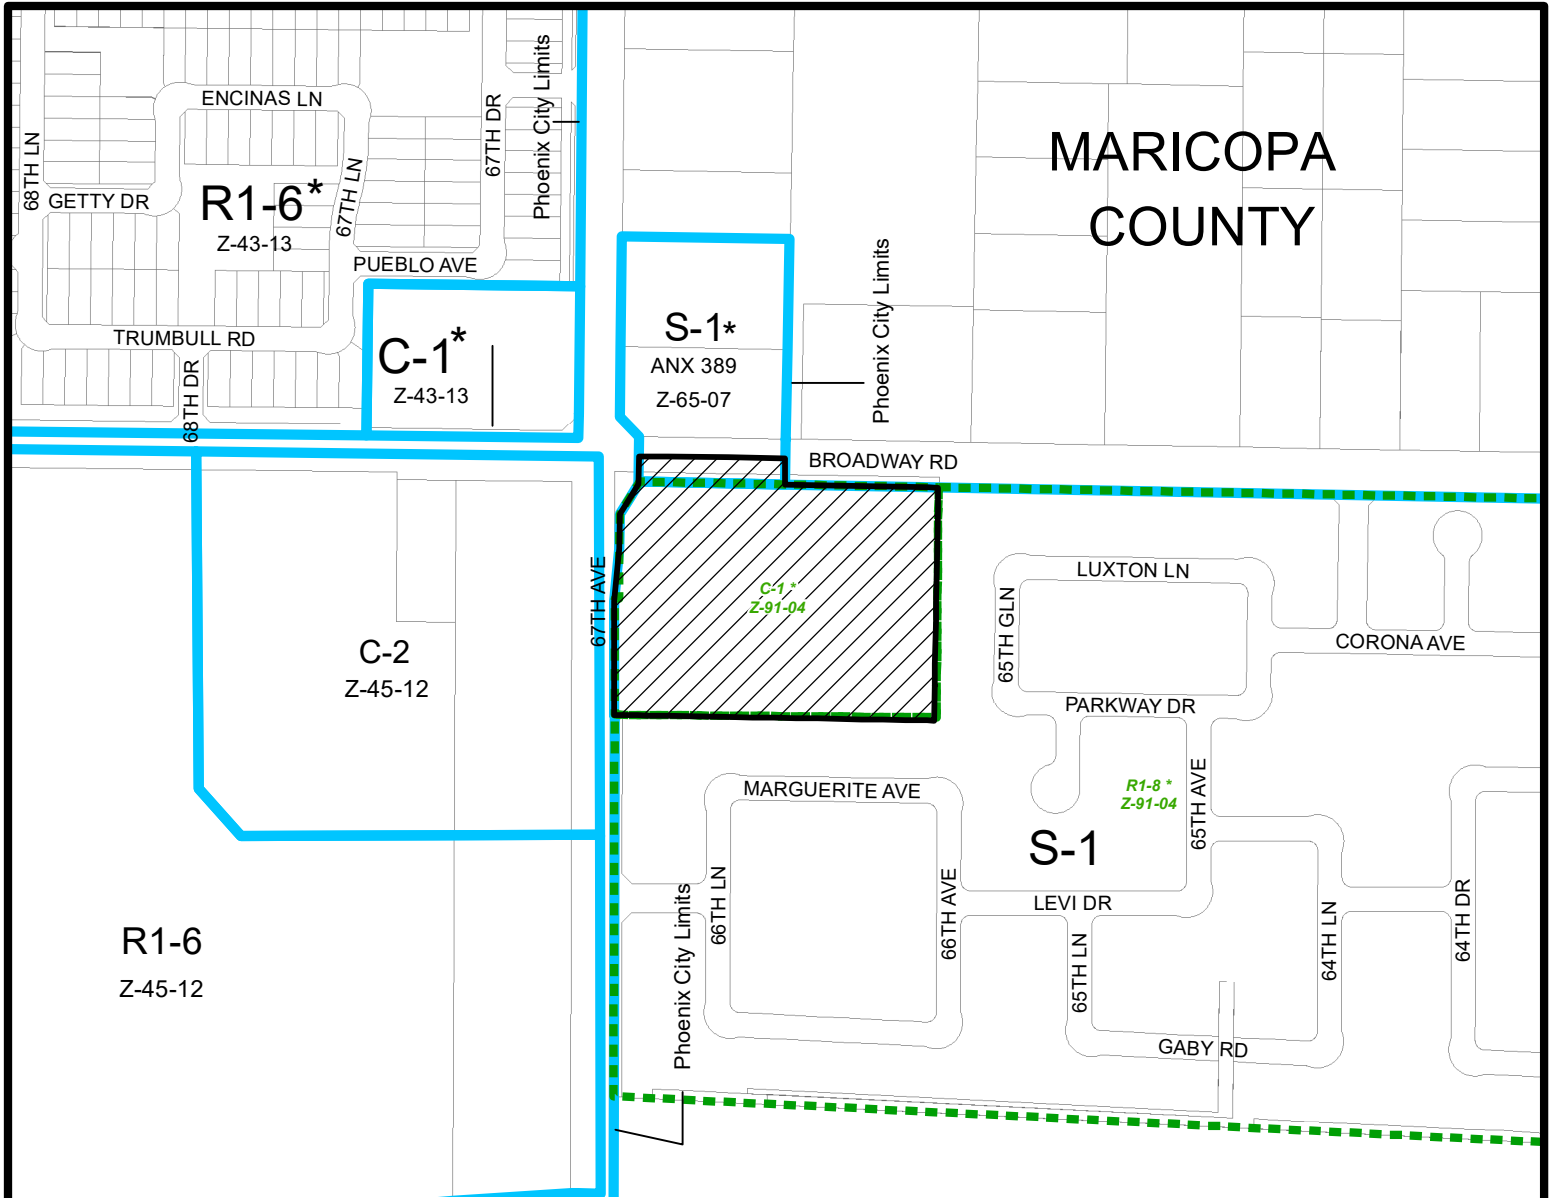 ENCINAS LN
68TH LN
GETTY DR
R1-6*
Z-43-13
67TH LN
67TH DR
Phoenix City Limits
PUEBLO AVE
TRUMBULL RD
68TH DR
C-1*
Z-43-13
S-1*
ANX 389
Z-65-07
Phoenix City Limits
MARICOPA
COUNTY
BROADWAY RD
67TH AVE
C-1 *
Z-91-04
C-2
Z-45-12
R1-6
Z-45-12
LUXTON LN
65TH GLN
CORONA AVE
PARKWAY DR
MARGUERITE AVE
R1-8 *
Z-91-04
65TH AVE
S-1
66TH LN
66TH AVE
LEVI DR
65TH LN
64TH LN
64TH DR
GABY RD
Phoenix City Limits